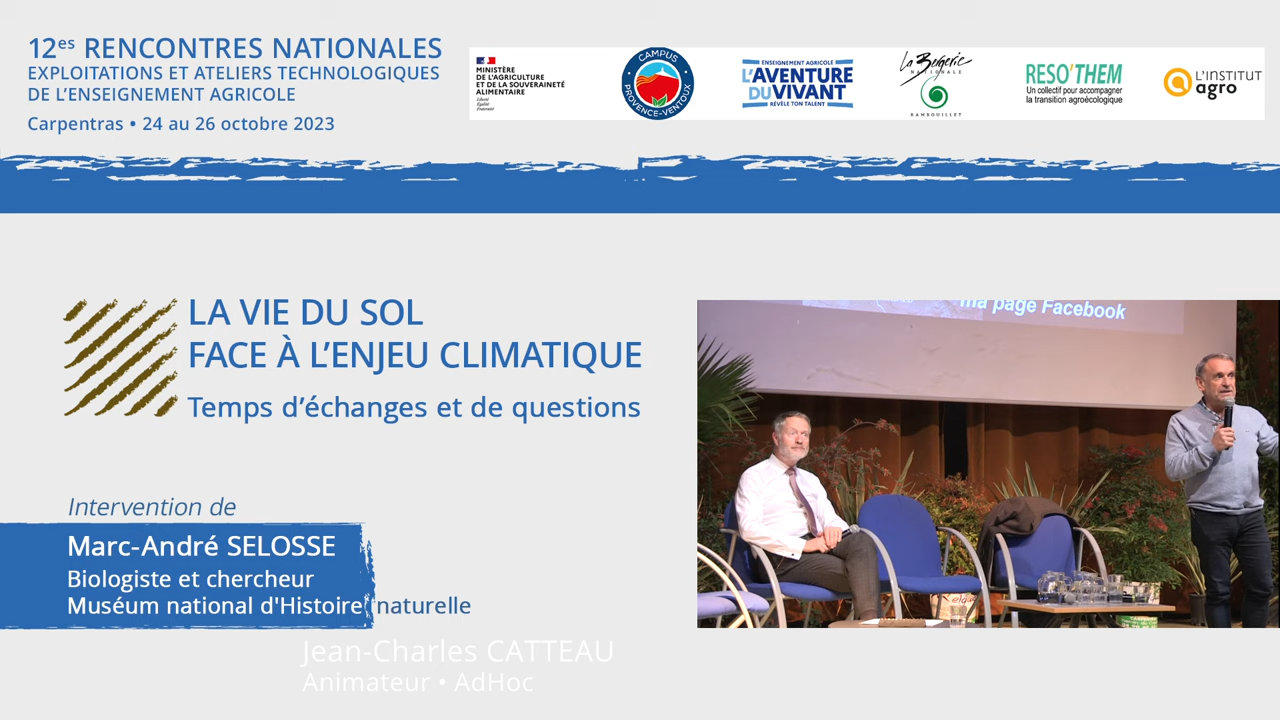 12es RENCONTRES NATIONALES
EXPLOITATIONS ET ATELIERS TECHNOLOGIQUES
DE L'ENSEIGNEMENT AGRICOLE
Carpentras • 24 au 26 octobre 2023
MINISTÈRE
DE L'AGRICULTURE
ET DE LA SOUVERAINETÉ
ALIMENTAIRE
Liberté
Égalité
Fraternité
CAMPUS
PROVENCE-VENTOUX
ENSEIGNEMENT AGRICOLE
L'AVENTURE
DU VIVANT
RÉVÈLE TON TALENT
La Bergerie
NATIONALE
RAMBOUILLET
RESO'THEM
Un collectif pour accompagner
la transition agroécologique
L'INSTITUT
agro
LA VIE DU SOL
FACE À L'ENJEU CLIMATIQUE
Temps d'échanges et de questions
ma page Facebook
Intervention de
Marc-André SELOSSE
Biologiste et chercheur
Muséum national d'Histoire naturelle
Jean-Charles CATTEAU
Animateur • AdHoc